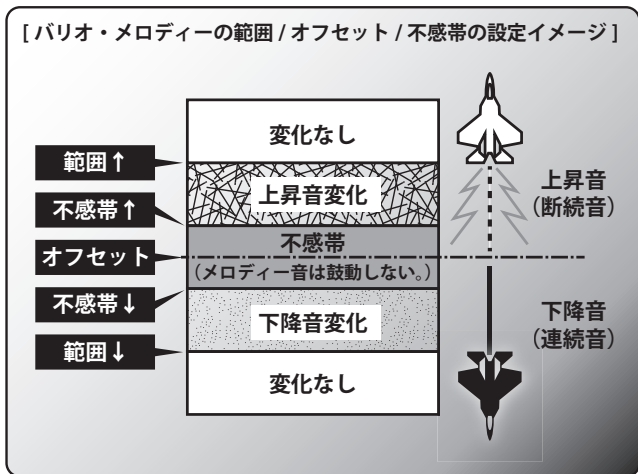 [ バリオ・メロディーの範囲 / オフセット / 不感帯の設定イメージ ]
変化なし
範囲↑
上昇音変化
上昇音
(断続音)
不感帯↑
不感帯
オフセット
(メロディー音は鼓動しない。)
不感帯↓
下降音変化
下降音
(連続音)
範囲↓
変化なし